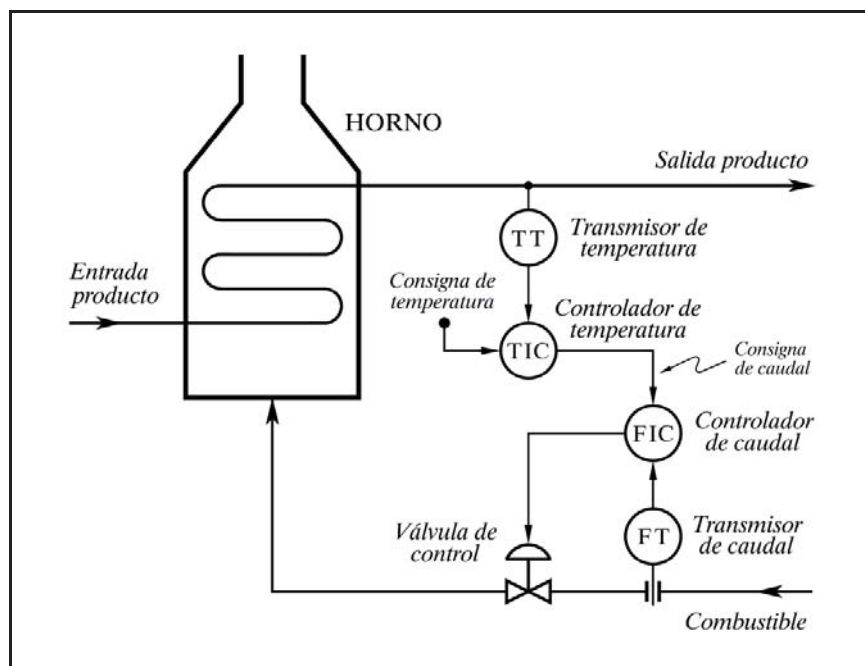 HORNO
Salida producto
TT
Transmisor de
temperatura
Entrada
producto
Consigna de
temperatura
Controlador de
temperatura
TIC
Consigna
de caudal
FIC
Controlador
de caudal
Válvula de
control
FT
Transmisor
de caudal
Combustible